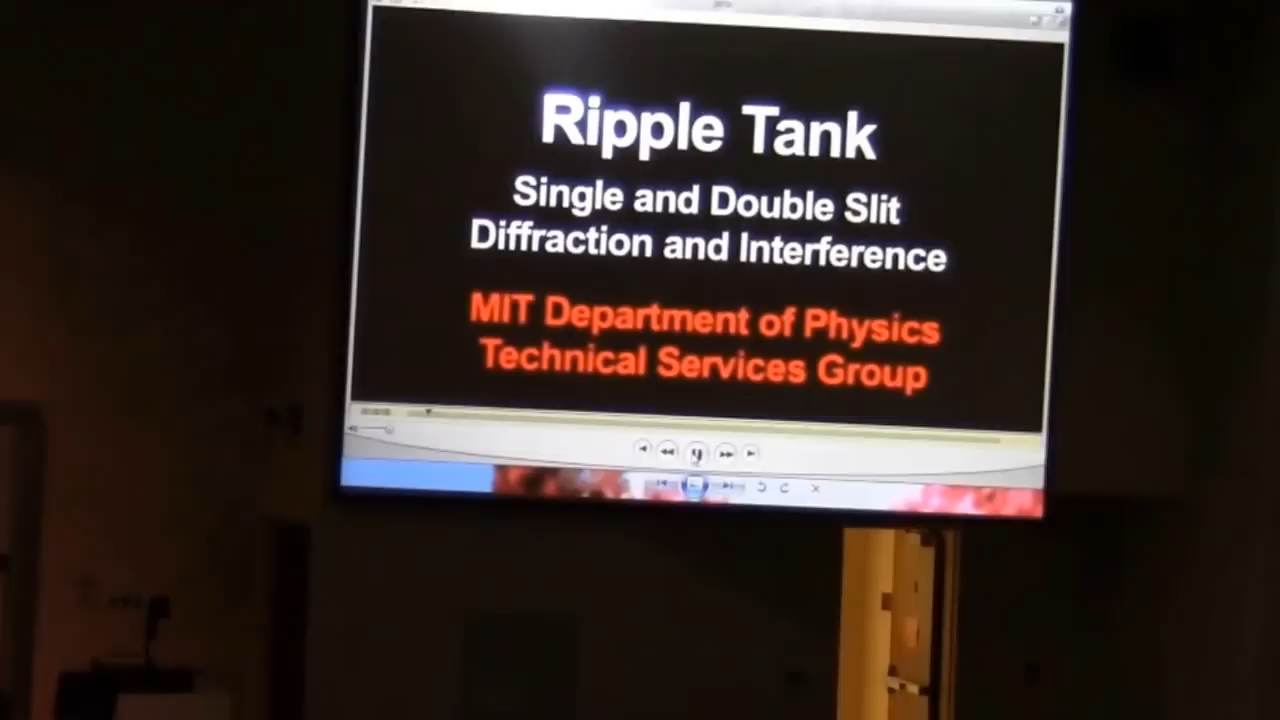 Ripple Tank
Single and Double Slit
Diffraction and Interference
MIT Department of Physics
Technical Services Group